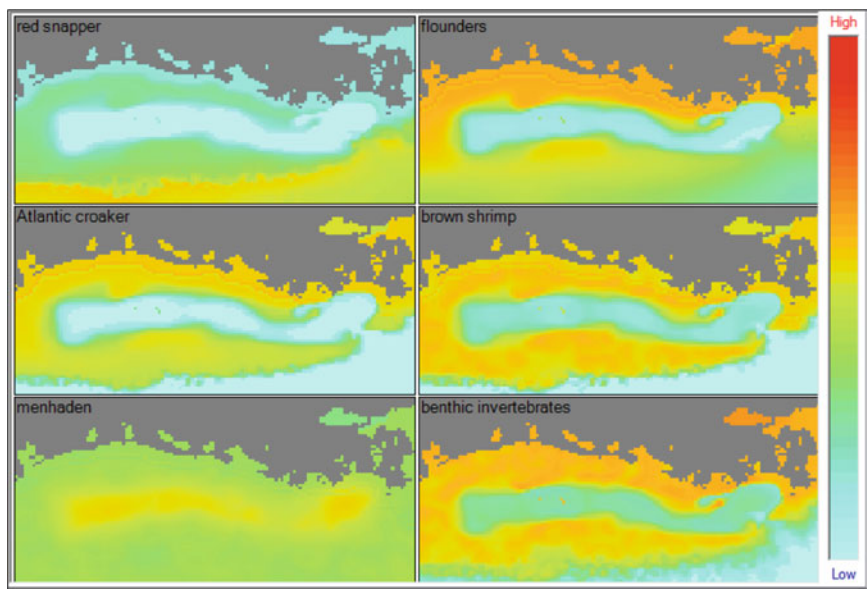 red snapper
flounders
High
Atlantic croaker
brown shrimp
menhaden
benthic invertebrates
Low